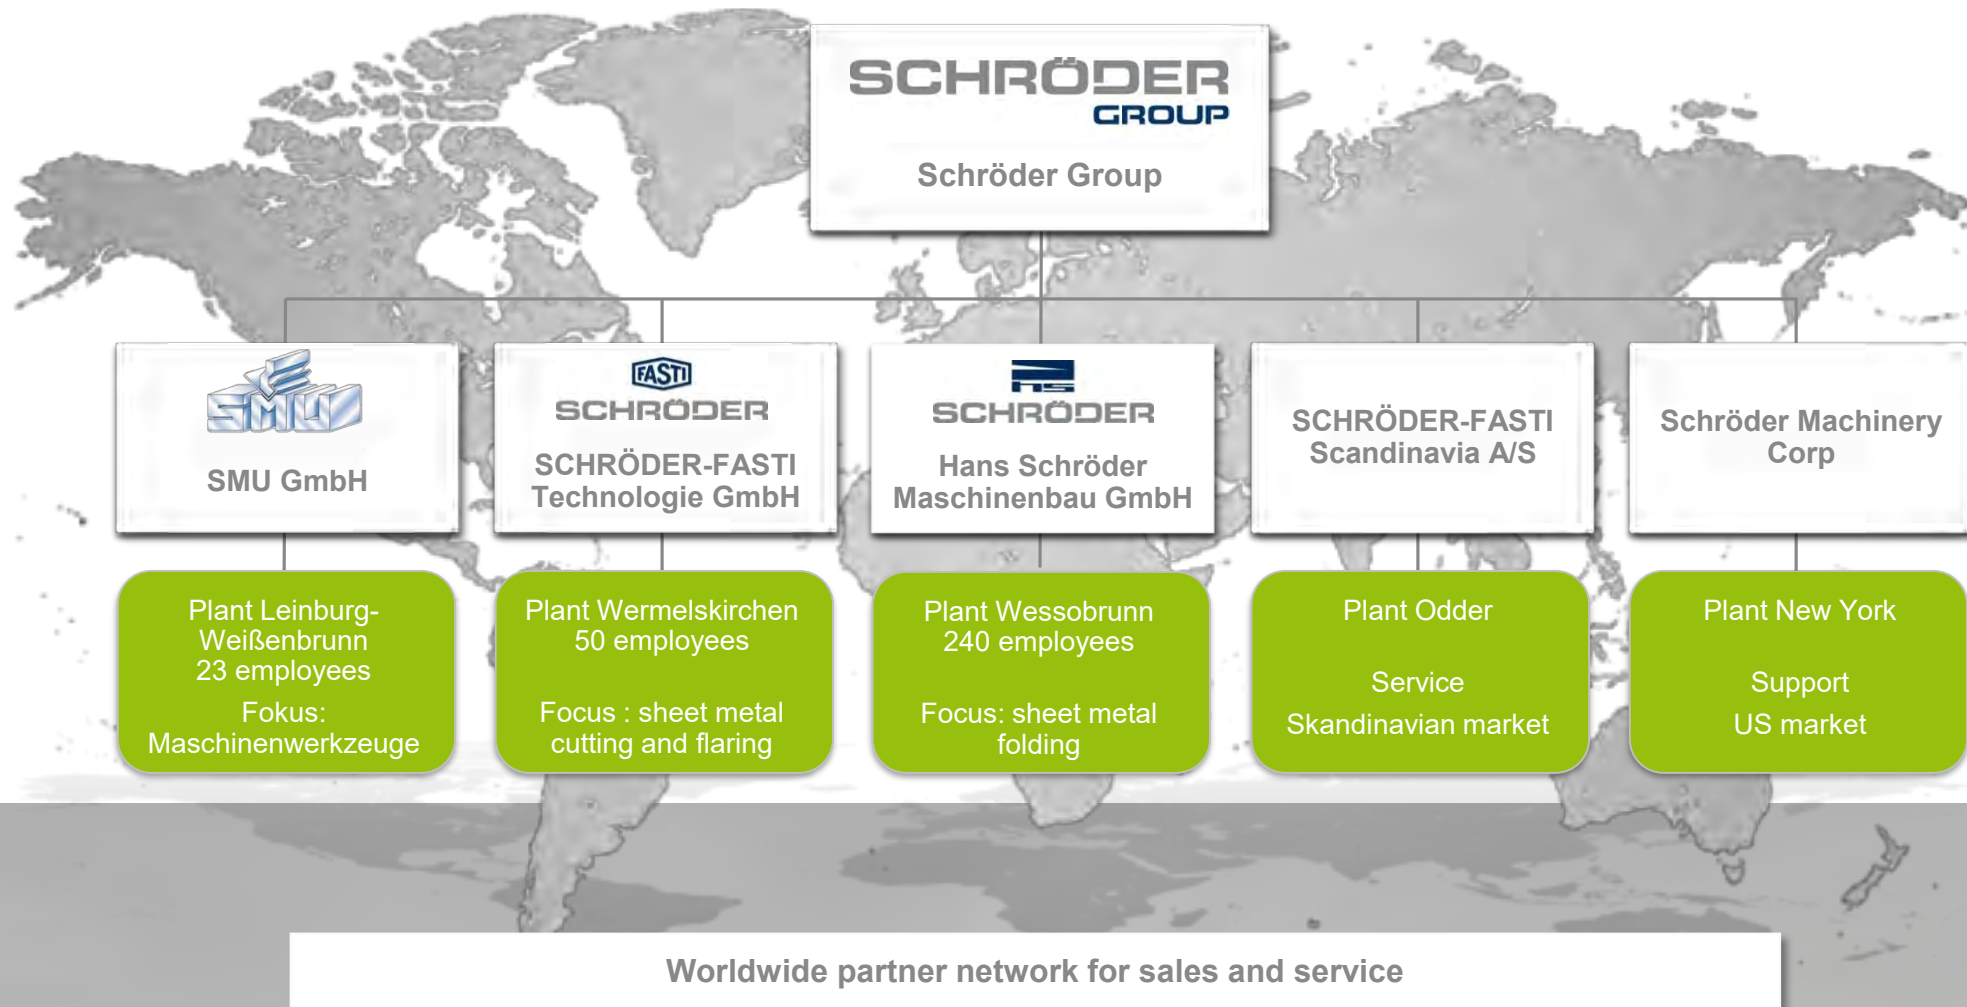 SCHRÖDER
GROUP
Schröder Group
SMU
SMU GmbH
FASTI
SCHRÖDER
SCHRÖDER-FASTI
Technologie GmbH
HS
SCHRÖDER
Hans Schröder
Maschinenbau GmbH
SCHRÖDER-FASTI
Scandinavia A/S
Schröder Machinery
Corp
Plant Leinburg-
Weißenbrunn
23 employees
Fokus:
Maschinenwerkzeuge
Plant Wermelskirchen
50 employees
Focus : sheet metal
cutting and flaring
Plant Wessobrunn
240 employees
Focus: sheet metal
folding
Plant Odder
Service
Skandinavian market
Plant New York
Support
US market
Worldwide partner network for sales and service